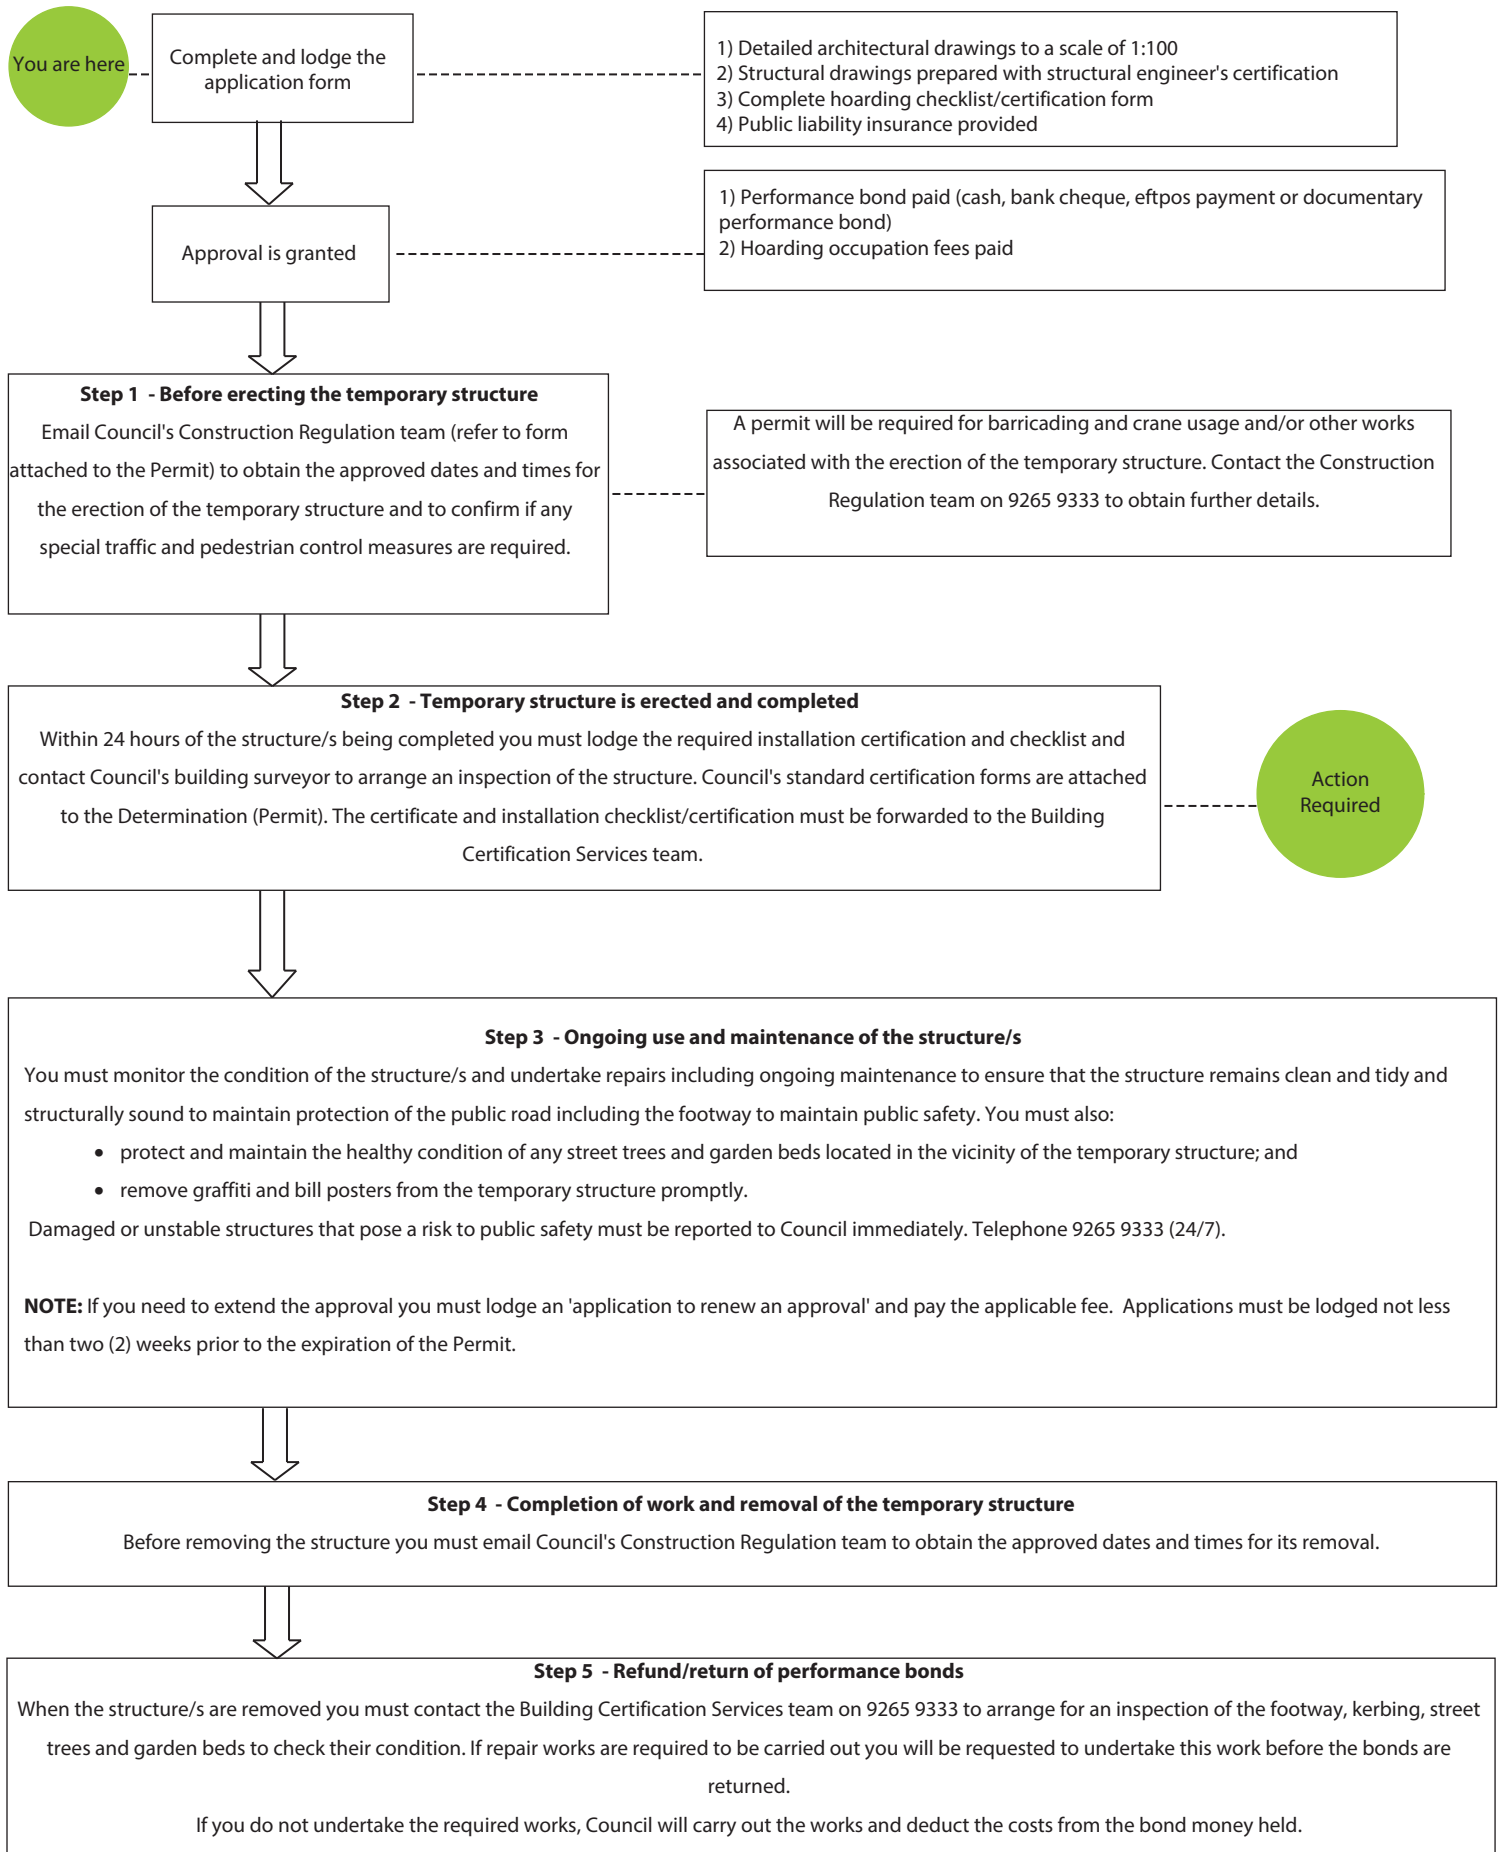 You are here
Complete and lodge the
application form
1) Detailed architectural drawings to a scale of 1:100
2) Structural drawings prepared with structural engineer's certification
3) Complete hoarding checklist/certification form
4) Public liability insurance provided
Approval is granted
1) Performance bond paid (cash, bank cheque, eftpos payment or documentary
performance bond)
2) Hoarding occupation fees paid
Step 1 - Before erecting the temporary structure
Email Council's Construction Regulation team (refer to form
attached to the Permit) to obtain the approved dates and times for
the erection of the temporary structure and to confirm if any
special traffic and pedestrian control measures are required.
A permit will be required for barricading and crane usage and/or other works
associated with the erection of the temporary structure. Contact the Construction
Regulation team on 9265 9333 to obtain further details.
Step 2 - Temporary structure is erected and completed
Within 24 hours of the structure/s being completed you must lodge the required installation certification and checklist and
contact Council's building surveyor to arrange an inspection of the structure. Council's standard certification forms are attached
to the Determination (Permit). The certificate and installation checklist/certification must be forwarded to the Building
Certification Services team.
Action
Required
Step 3 - Ongoing use and maintenance of the structure/s
You must monitor the condition of the structure/s and undertake repairs including ongoing maintenance to ensure that the structure remains clean and tidy and
structurally sound to maintain protection of the public road including the footway to maintain public safety. You must also:
• protect and maintain the healthy condition of any street trees and garden beds located in the vicinity of the temporary structure; and
• remove graffiti and bill posters from the temporary structure promptly.
Damaged or unstable structures that pose a risk to public safety must be reported to Council immediately. Telephone 9265 9333 (24/7).
NOTE: If you need to extend the approval you must lodge an 'application to renew an approval' and pay the applicable fee. Applications must be lodged not less
than two (2) weeks prior to the expiration of the Permit.
Step 4 - Completion of work and removal of the temporary structure
Before removing the structure you must email Council's Construction Regulation team to obtain the approved dates and times for its removal.
Step 5 - Refund/return of performance bonds
When the structure/s are removed you must contact the Building Certification Services team on 9265 9333 to arrange for an inspection of the footway, kerbing, street
trees and garden beds to check their condition. If repair works are required to be carried out you will be requested to undertake this work before the bonds are
returned.
If you do not undertake the required works, Council will carry out the works and deduct the costs from the bond money held.